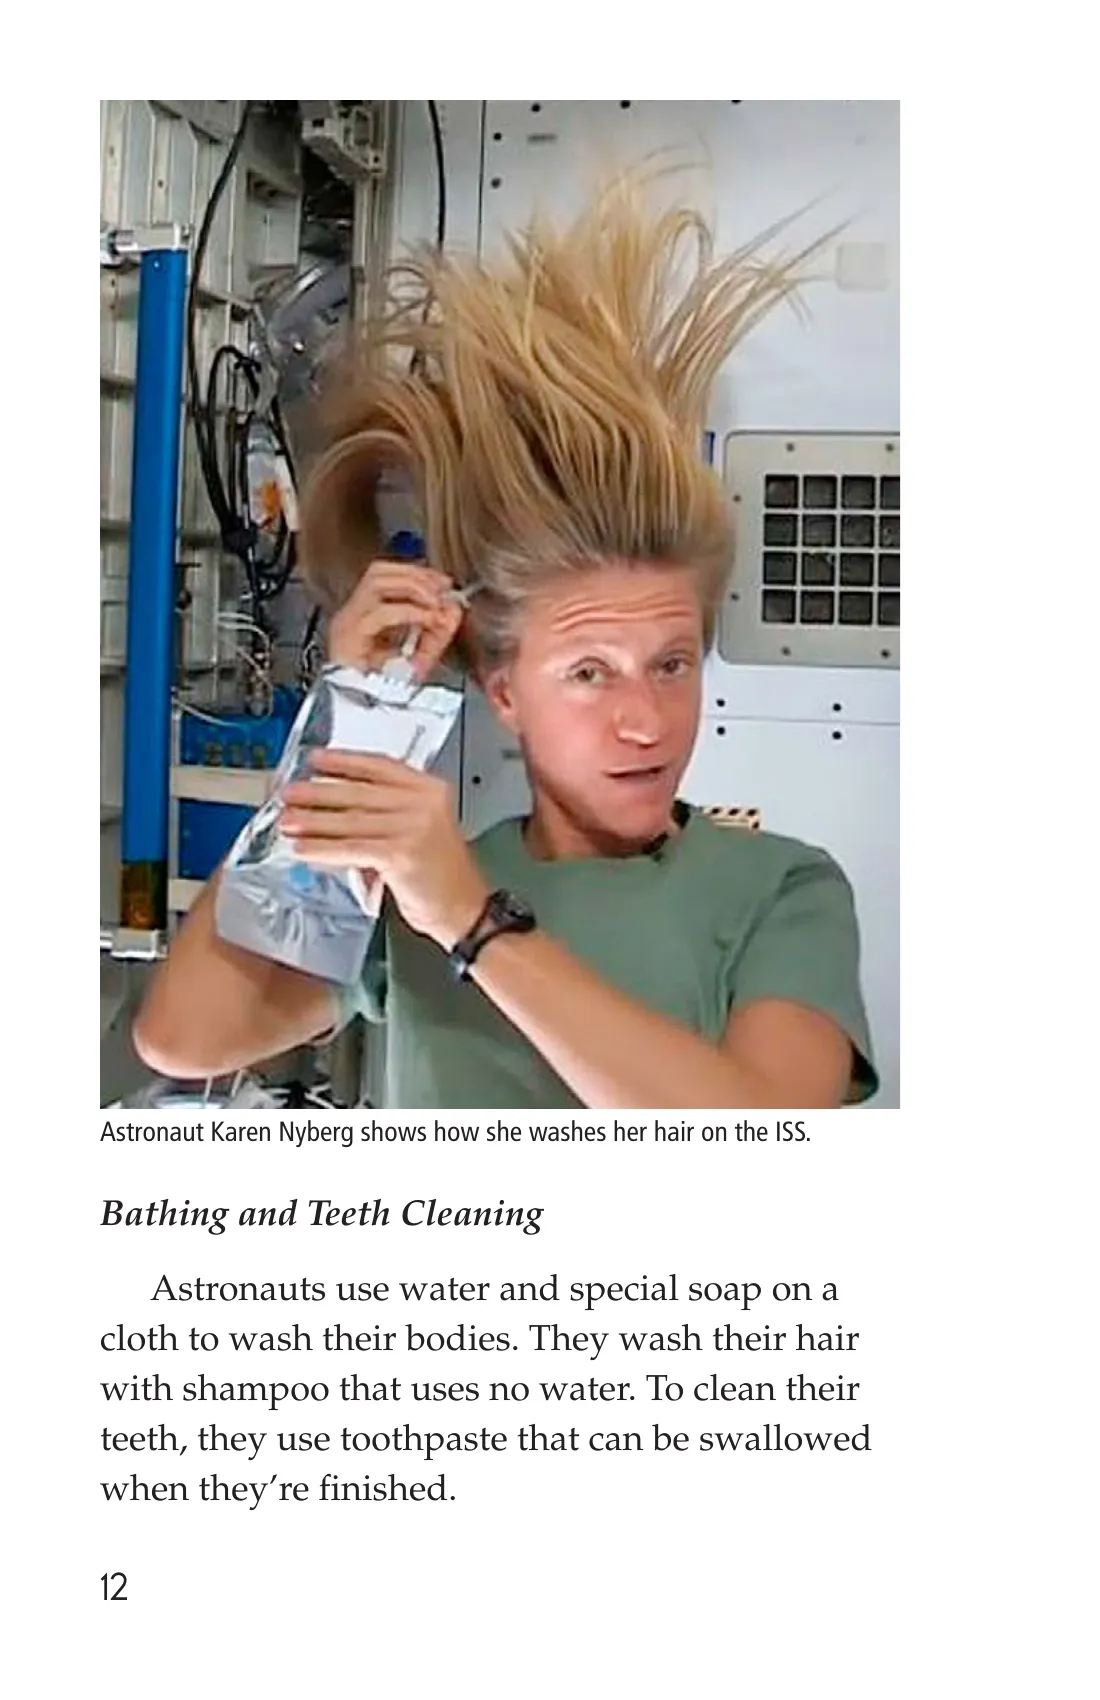 Astronaut Karen Nyberg shows how she washes her hair on the ISS.
Bathing and Teeth Cleaning
Astronauts use water and special soap on a
cloth to wash their bodies. They wash their hair
with shampoo that uses no water. To clean their
teeth, they use toothpaste that can be swallowed
when they’re finished.
12